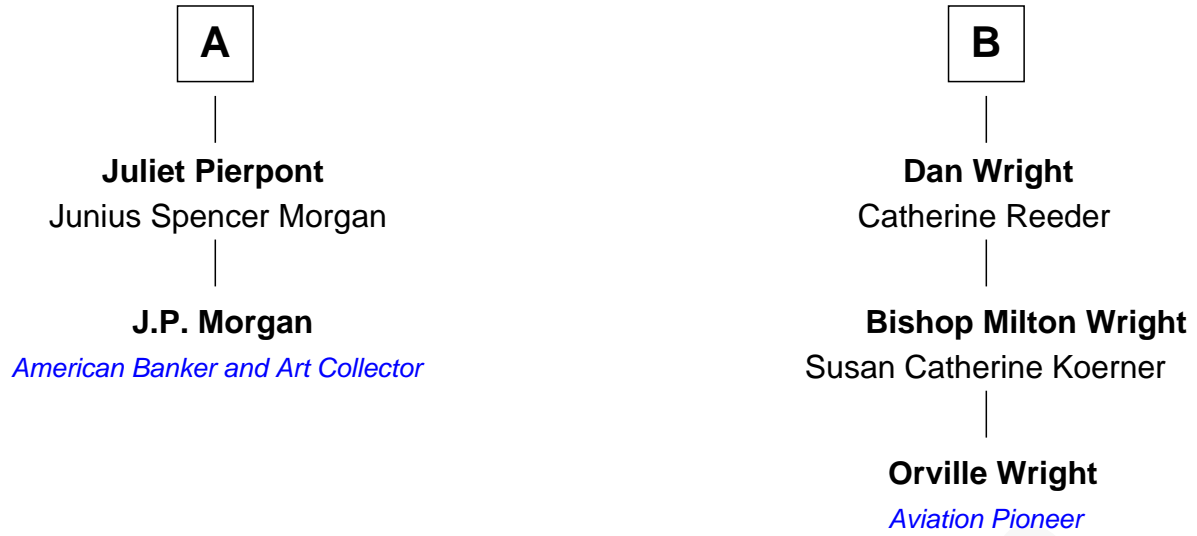 A
Juliet Pierpont
Junius Spencer Morgan
J.P. Morgan
American Banker and Art Collector
B
Dan Wright
Catherine Reeder
Bishop Milton Wright
Susan Catherine Koerner
Orville Wright
Aviation Pioneer